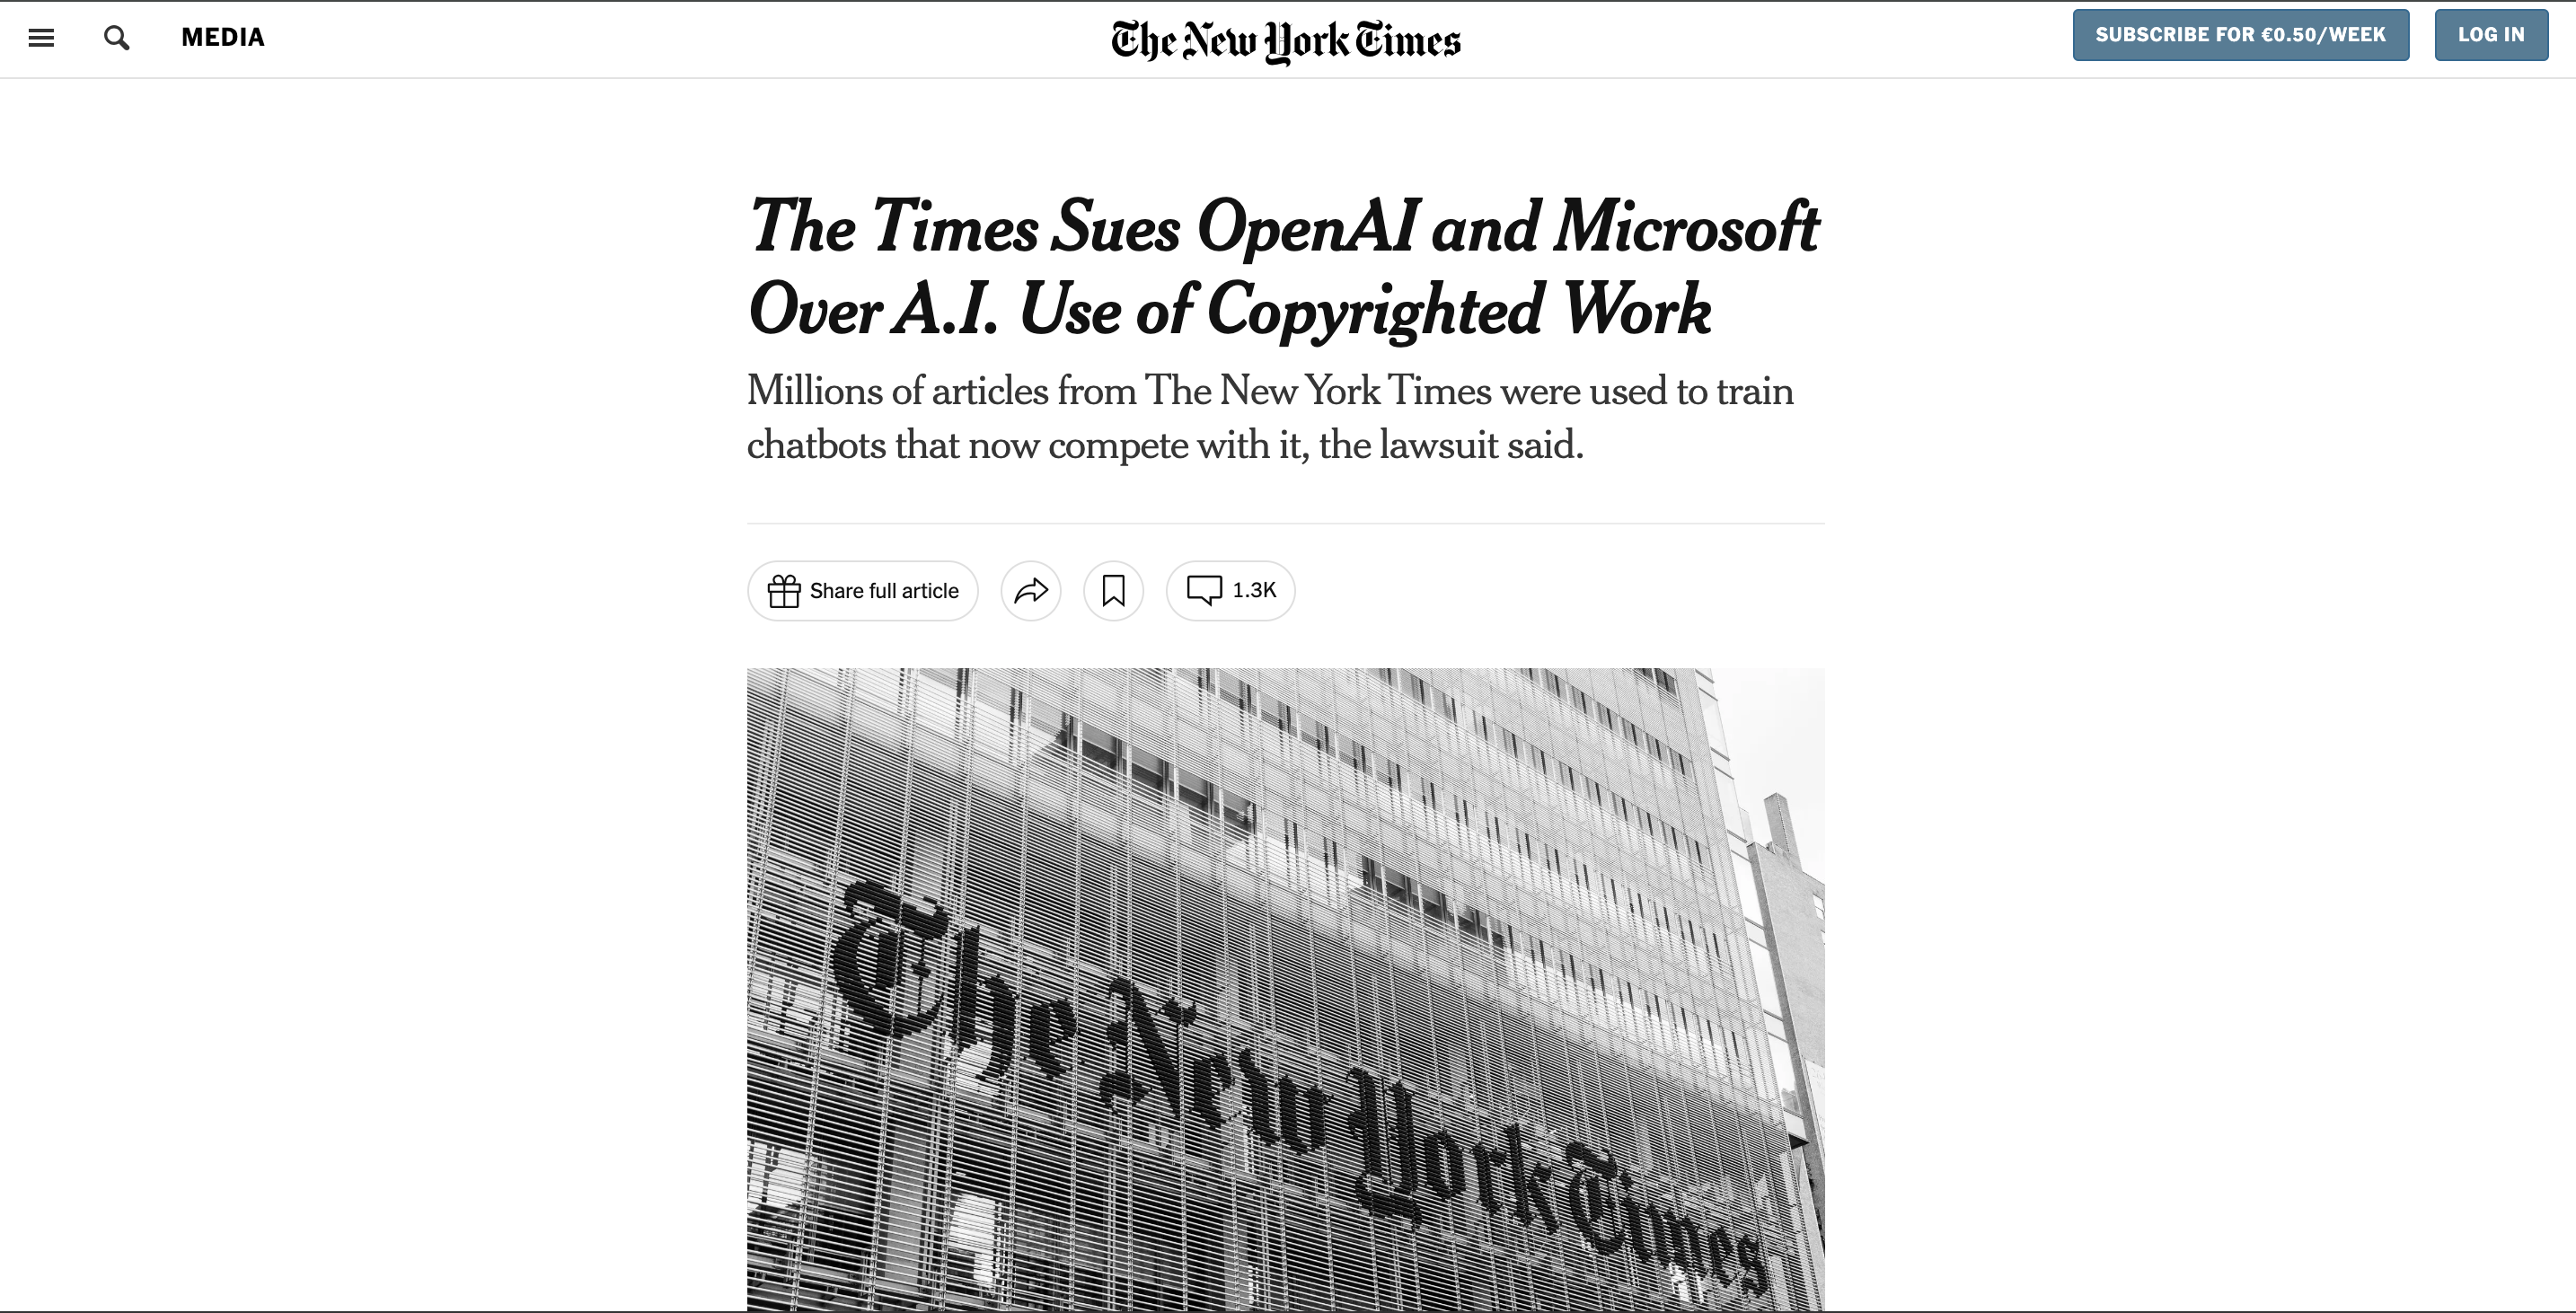 MEDIA
The New York Times
SUBSCRIBE FOR €0.50/WEEK
LOG IN
The Times Sues OpenAI and Microsoft
Over A.I. Use of Copyrighted Work
Millions of articles from The New York Times were used to train
chatbots that now compete with it, the lawsuit said.
Share full article
1.3K
The New York Times